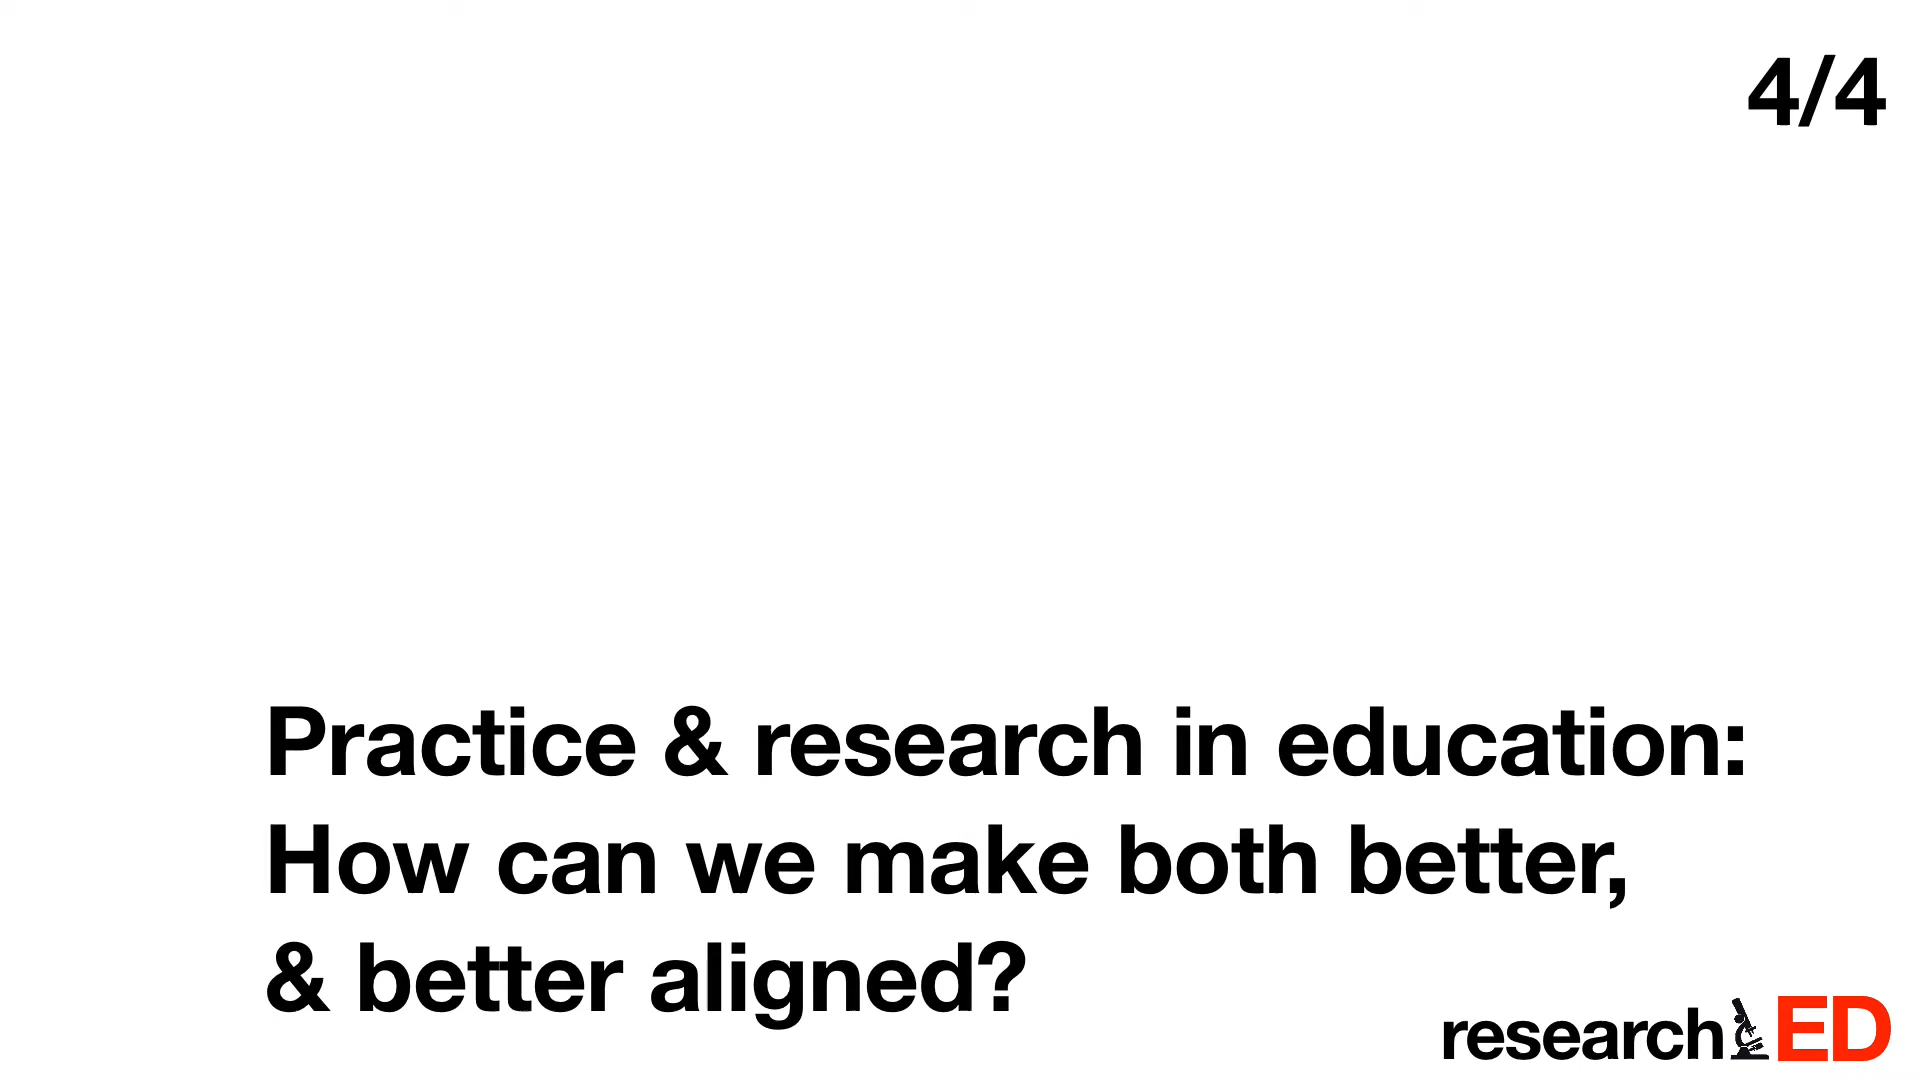 4/4
Practice & research in education:
How can we make both better,
& better aligned?
researchED